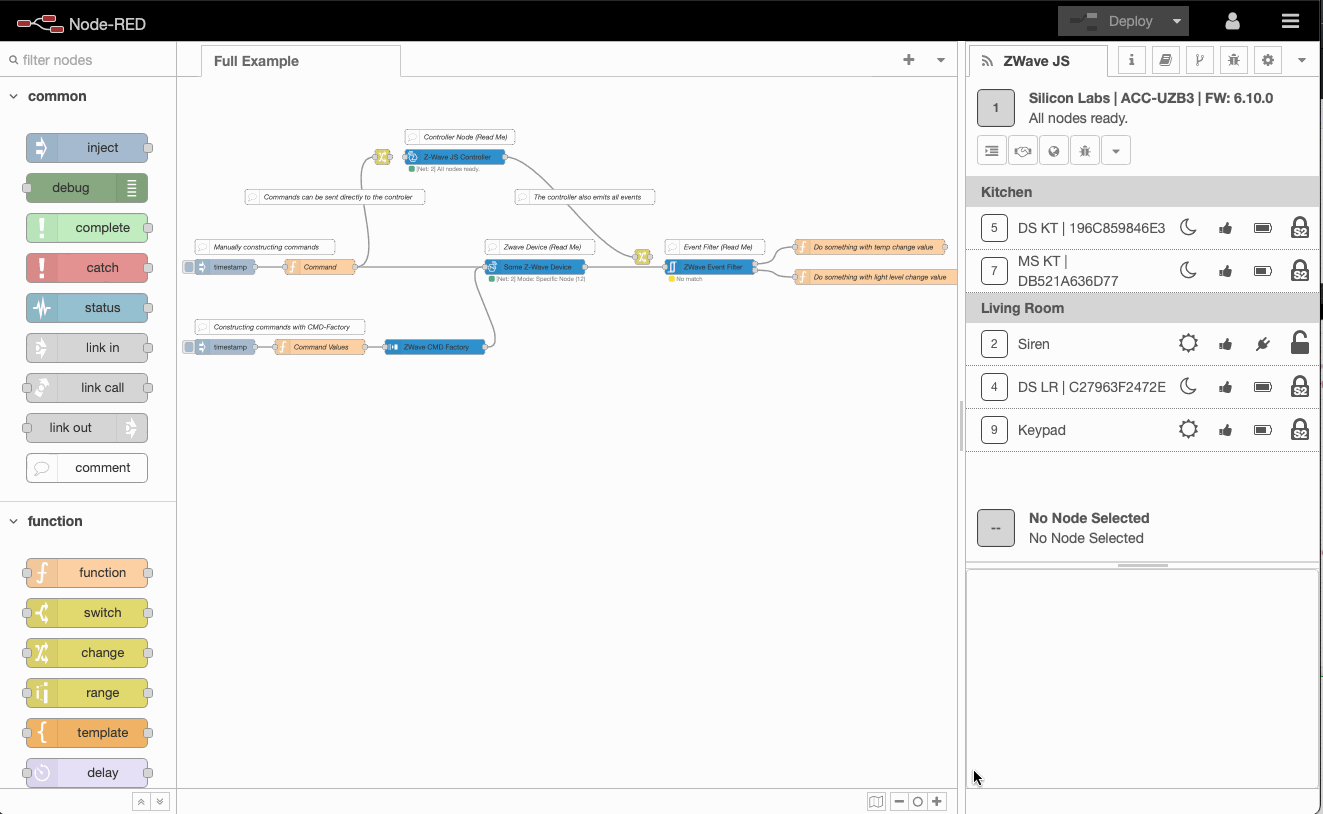 Node-RED
Deploy
filter nodes
common
inject
debug
complete
catch
status
link in
link call
link out
comment
function
function
switch
change
range
template
delay
Full Example
Controller Node (Read Me)
Z-Wave JS Controller
[Net: 2] All nodes ready.
Commands can be sent directly to the controler
The controller also emits all events
Manually constructing commands
timestamp
Command
Zwave Device (Read Me)
Some Z-Wave Device
[Net: 2] Mode: Specific Node (12)
Event Filter (Read Me)
ZWave Event Filter
No match
Do something with temp change value
Do something with light level change value
Constructing commands with CMD-Factory
timestamp
Command Values
ZWave CMD Factory
ZWave JS
1
Silicon Labs | ACC-UZB3 | FW: 6.10.0
All nodes ready.
Kitchen
5 DS KT | 196C859846E3 S2
7 MS KT |
DB521A636D77 S2
Living Room
2 Siren
4 DS LR | C27963F2472E S2
9 Keypad S2
--
No Node Selected
No Node Selected